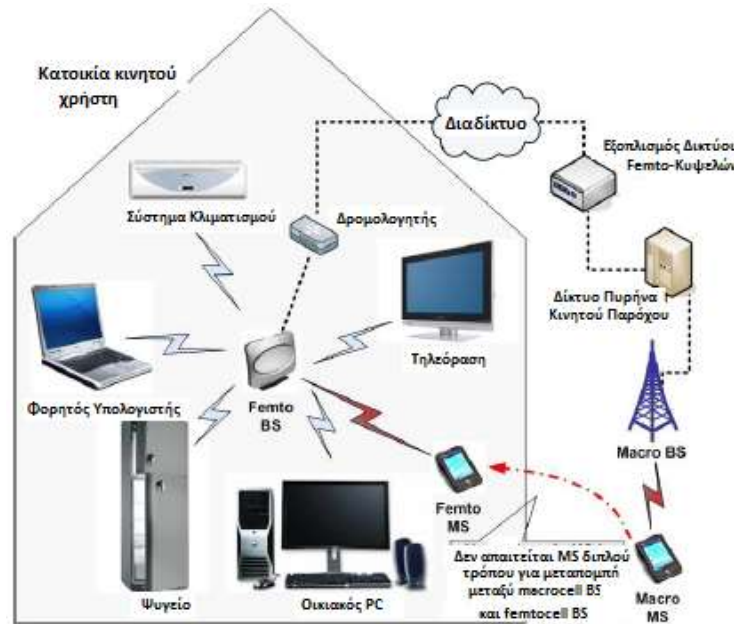 Κατοικία κινητού
χρήστη
Διαδίκτυο
Εξοπλισμός Δικτύου
Femto-Κυψελών
Σύστημα Κλιματισμού
Δρομολογητής
Δίκτυο Πυρήνα
Κινητού Παρόχου
Τηλεόραση
Φορητός Υπολογιστής
Femto
BS
Macro BS
Femto
MS
Δεν απαιτείται MS διπλού
τρόπου για μεταπομπή
μεταξύ macrocell BS
και femtocell BS
Ψυγείο
Οικιακός PC
Macro
MS